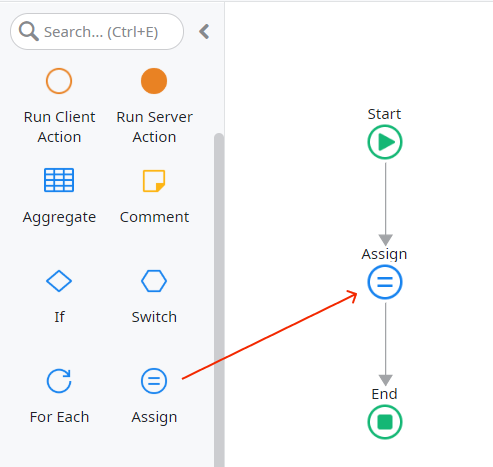 Search... (Ctrl+E)
Run Client
Action
Run Server
Action
Aggregate
Comment
If
Switch
For Each
Assign
Start
Assign
End